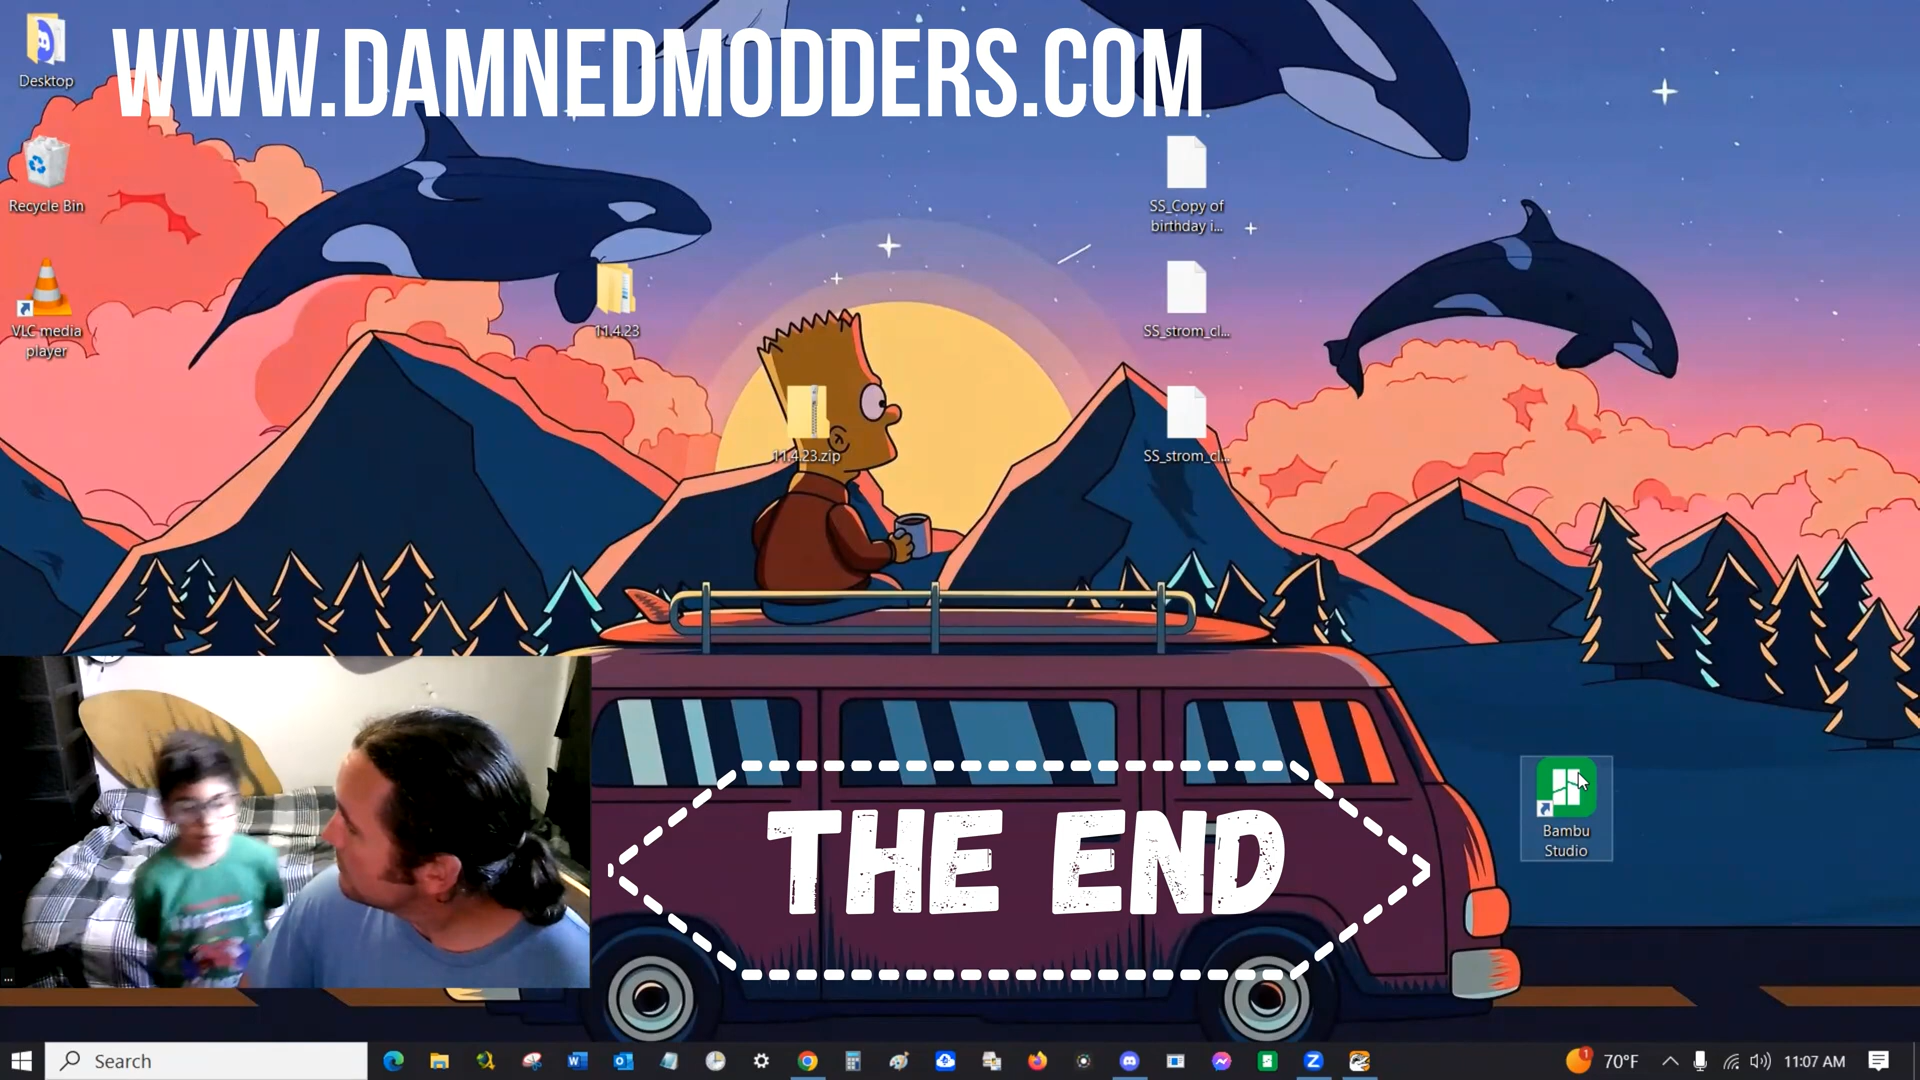 WWW.DAMNEDMODDERS.COM
Desktop
Recycle Bin
VLC media
player
11.4.23
11.4.23.zip
SS_Copy of
birthday i...
SS_strom_cl...
SS_strom_cl...
THE END
Bambu
Studio
Search
70°F
11:07 AM